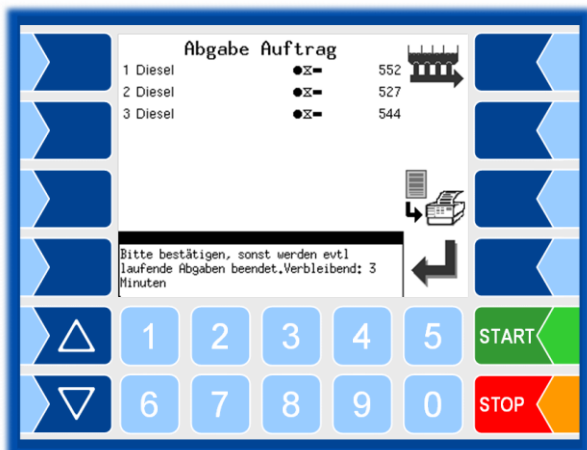 Abgabe Auftrag
1 Diesel 552
2 Diesel 527
3 Diesel 544
Bitte bestätigen, sonst werden evtl
laufende Abgaben beendet.Verbleibend: 3
Minuten
1 2 3 4 5 START
6 7 8 9 0 STOP